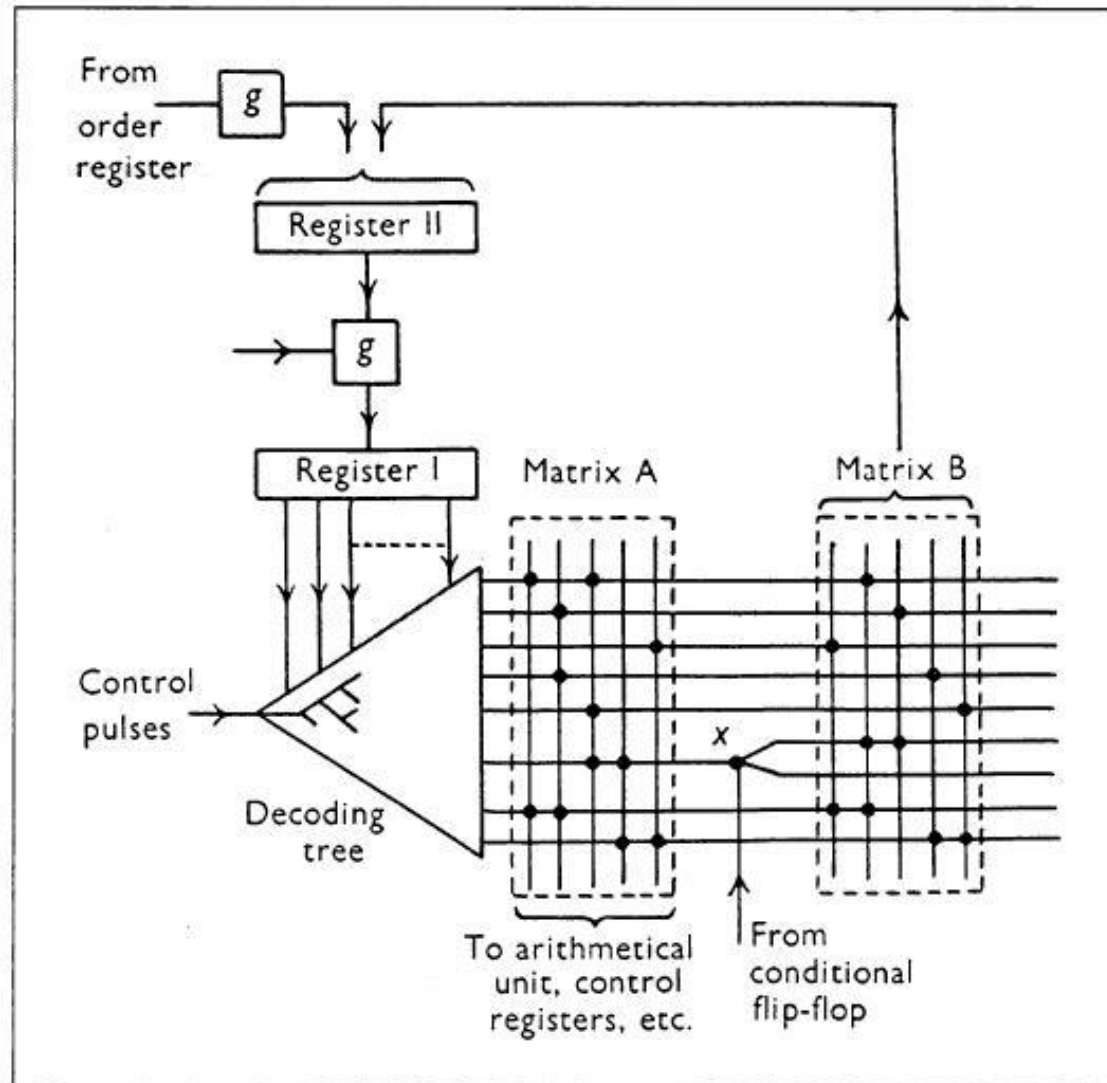 From
order
register
g
Register II
g
Register I
Matrix A
Matrix B
Control
pulses
x
Decoding
tree
To arithmetical
unit, control
registers, etc.
From
conditional
flip-flop